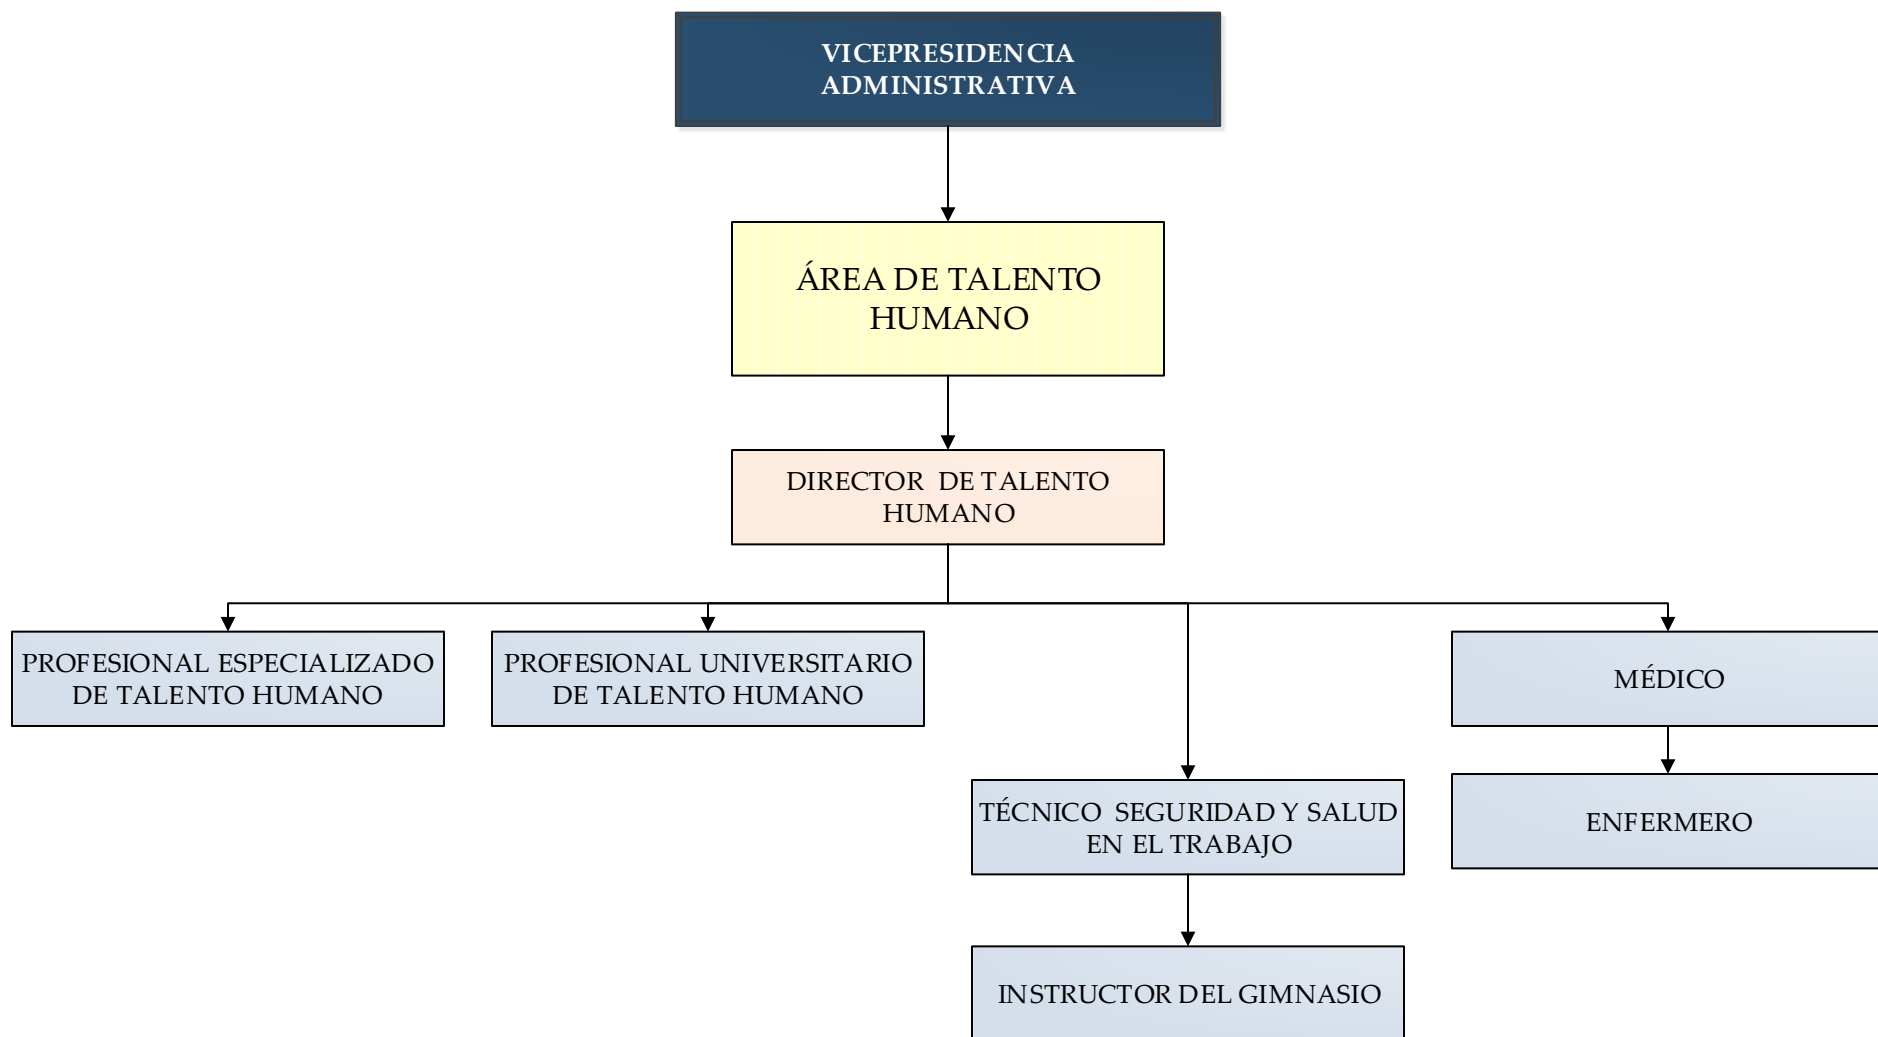 VICEPRESIDENCIA
ADMINISTRATIVA
ÁREA DE TALENTO
HUMANO
DIRECTOR DE TALENTO
HUMANO
PROFESIONAL ESPECIALIZADO
DE TALENTO HUMANO
PROFESIONAL UNIVERSITARIO
DE TALENTO HUMANO
MÉDICO
TÉCNICO SEGURIDAD Y SALUD
EN EL TRABAJO
ENFERMERO
INSTRUCTOR DEL GIMNASIO